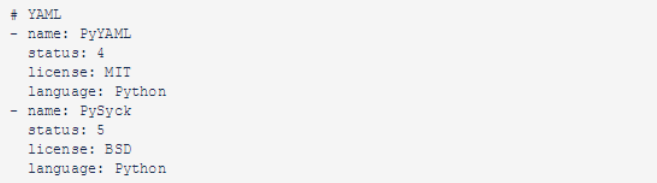 # YAML
- name: PyYAML
  status: 4
  license: MIT
  language: Python
- name: PySyck
  status: 5
  license: BSD
  language: Python